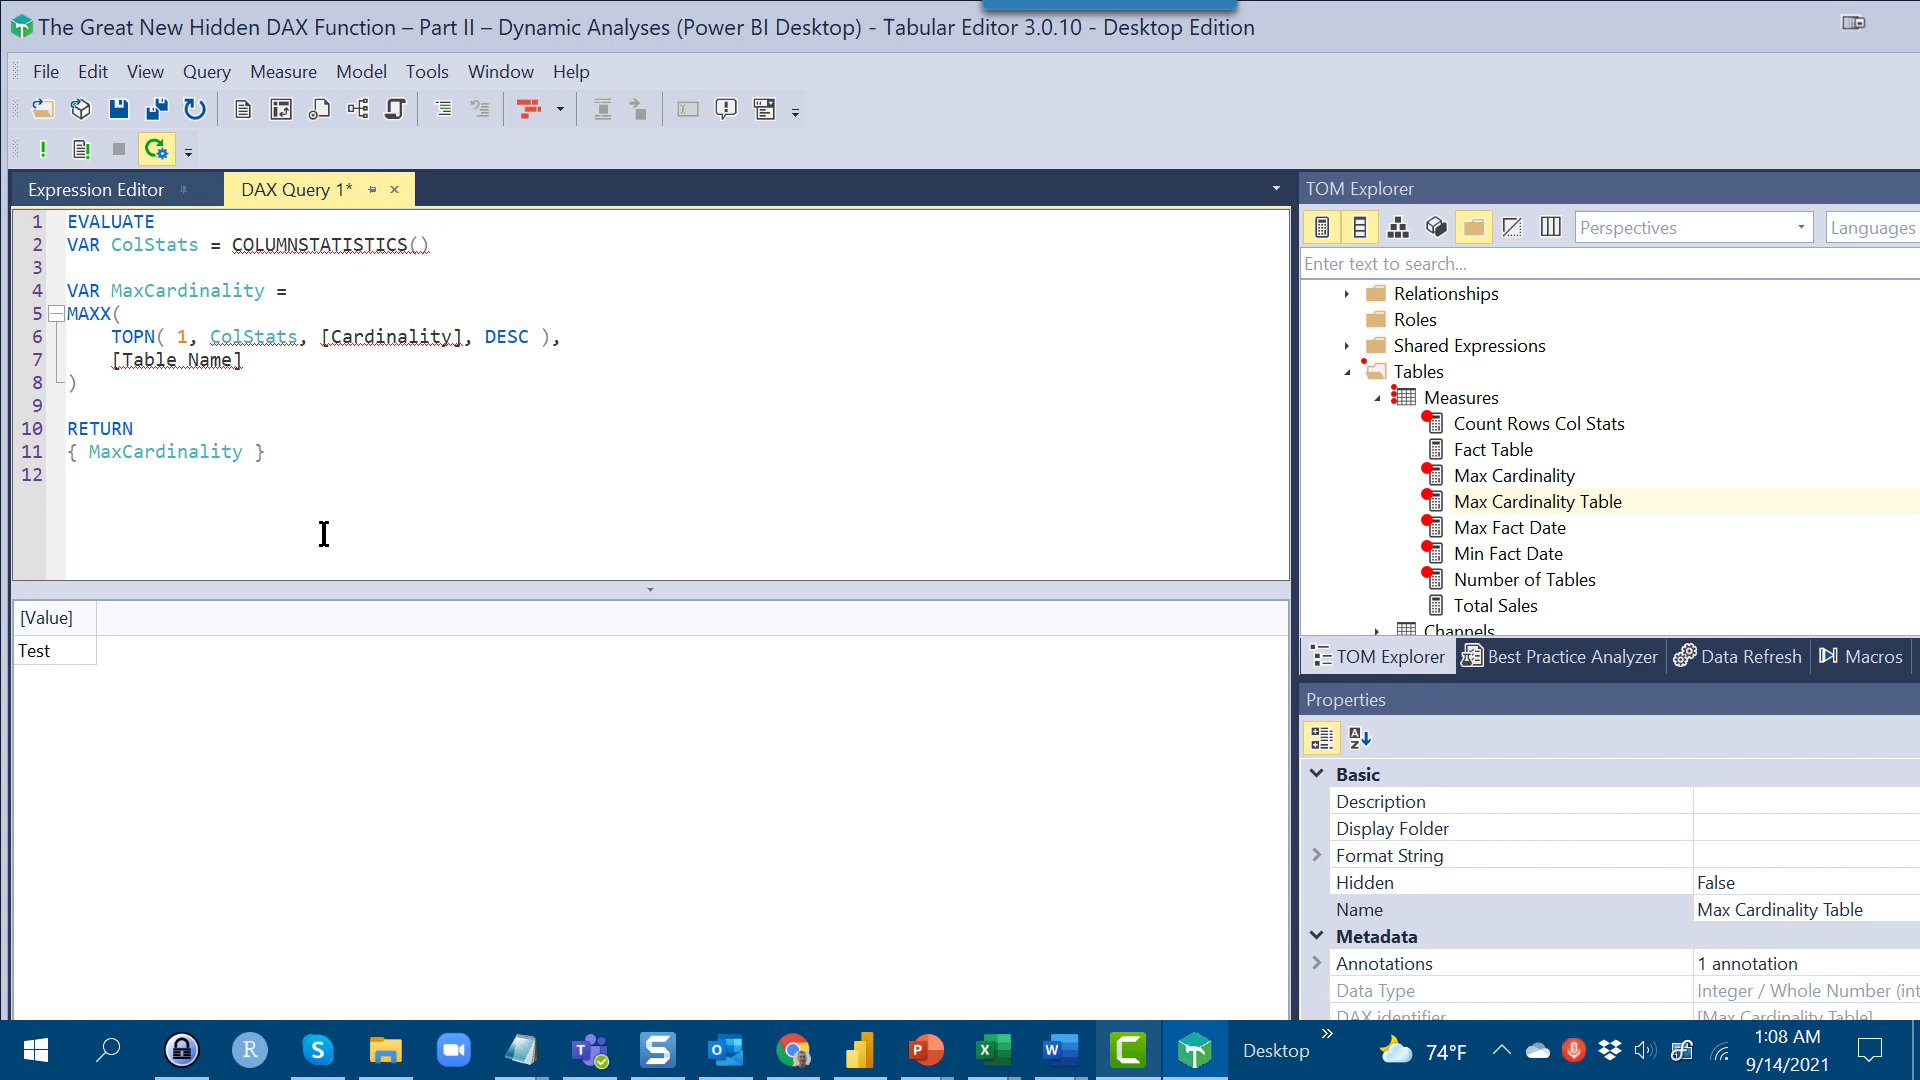 The Great New Hidden DAX Function – Part II – Dynamic Analyses (Power BI Desktop) - Tabular Editor 3.0.10 - Desktop Edition
File Edit View Query Measure Model Tools Window Help
Expression Editor
DAX Query 1*
1 EVALUATE
2 VAR ColStats = COLUMNSTATISTICS()
3
4 VAR MaxCardinality =
5 MAXX(
6 TOPN( 1, ColStats, [Cardinality], DESC ),
7 [Table Name]
8 )
9
10 RETURN
11 { MaxCardinality }
12
[Value]
Test
TOM Explorer
Perspectives
Languages
Enter text to search...
Relationships
Roles
Shared Expressions
Tables
Measures
Count Rows Col Stats
Fact Table
Max Cardinality
Max Cardinality Table
Max Fact Date
Min Fact Date
Number of Tables
Total Sales
Channels
TOM Explorer Best Practice Analyzer Data Refresh Macros
Properties
Basic
Description
Display Folder
Format String
Hidden False
Name Max Cardinality Table
Metadata
Annotations 1 annotation
Data Type Integer / Whole Number (int
DAX identifier [Max Cardinality Table]
Desktop
74°F
1:08 AM
9/14/2021